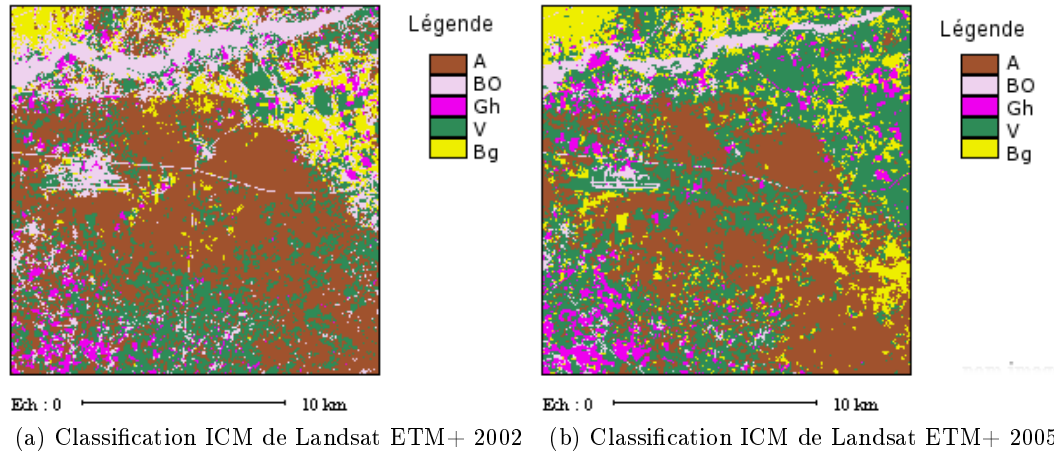 Légende
A
BO
Gh
V
Bg
Légende
A
BO
Gh
V
Bg
Ech : 0 10 km
Ech : 0 10 km
(a) Classification ICM de Landsat ETM+ 2002
(b) Classification ICM de Landsat ETM+ 2005